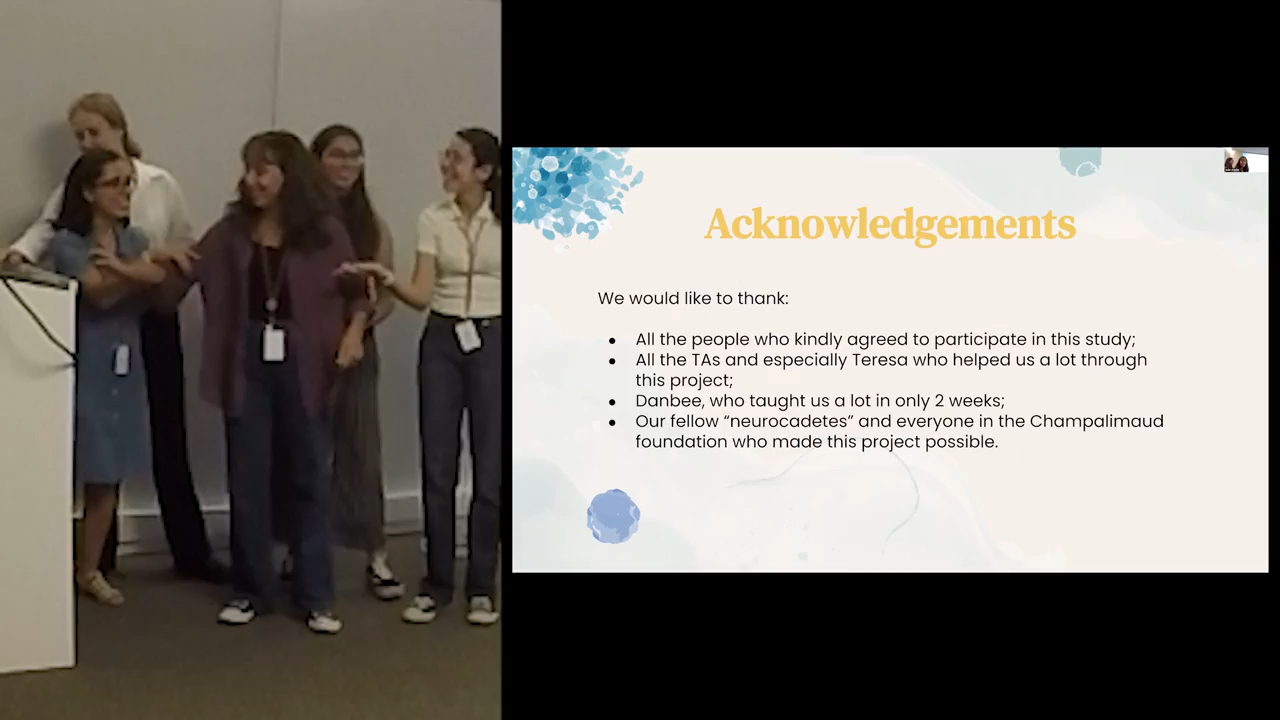 Acknowledgements
We would like to thank:
● All the people who kindly agreed to participate in this study;
● All the TAs and especially Teresa who helped us a lot through
this project;
● Danbee, who taught us a lot in only 2 weeks;
● Our fellow “neurocadetes” and everyone in the Champalimaud
foundation who made this project possible.